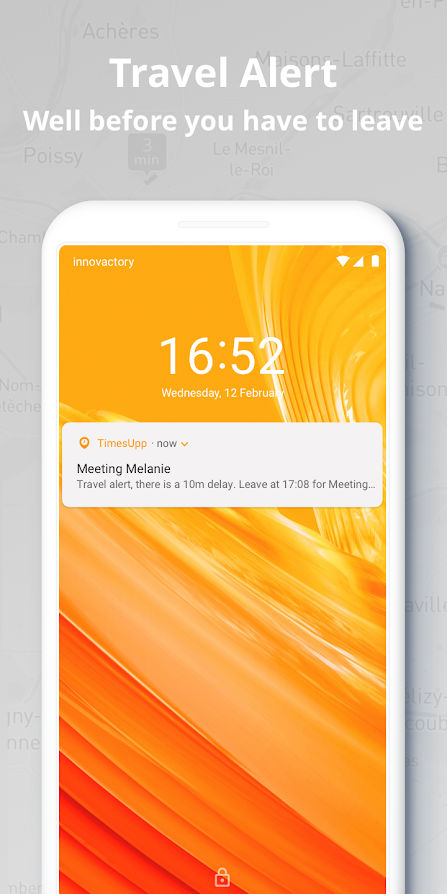 Achères
en-P
Travel Alert
Maisons-Laffitte
Well before you have to leave
Sartrouville
Poissy
3
min
Le Mesnil-
le-Roi
innovactory
16:52
Wednesday, 12 February
TimesUpp · now
Meeting Melanie
Travel alert, there is a 10m delay. Leave at 17:08 for Meeting...